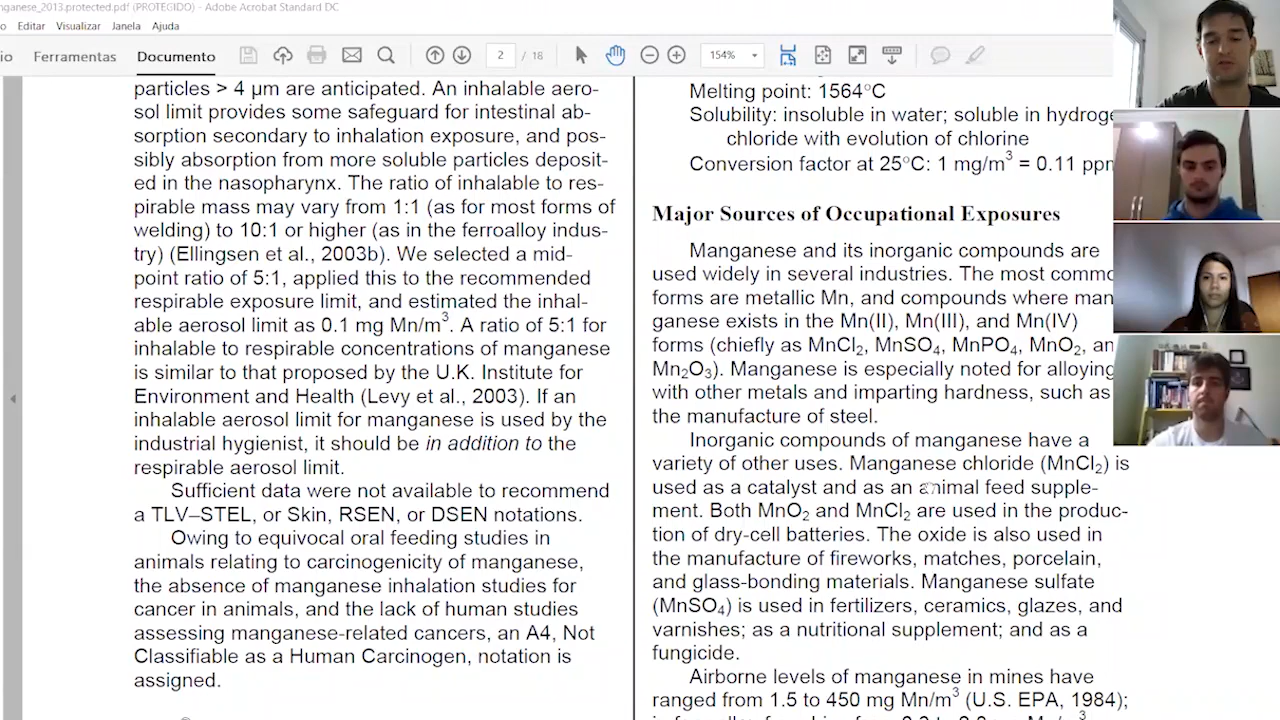 nganese_2013.protected.pdf (PROTEGIDO) - Adobe Acrobat Standard DC
o Editar Visualizar Janela Ajuda
io Ferramentas Documento 2 / 18 154%
particles > 4 µm are anticipated. An inhalable aero-
sol limit provides some safeguard for intestinal ab-
sorption secondary to inhalation exposure, and pos-
sibly absorption from more soluble particles deposit-
ed in the nasopharynx. The ratio of inhalable to res-
pirable mass may vary from 1:1 (as for most forms of
welding) to 10:1 or higher (as in the ferroalloy indus-
try) (Ellingsen et al., 2003b). We selected a mid-
point ratio of 5:1, applied this to the recommended
respirable exposure limit, and estimated the inhal-
able aerosol limit as 0.1 mg Mn/m³. A ratio of 5:1 for
inhalable to respirable concentrations of manganese
is similar to that proposed by the U.K. Institute for
Environment and Health (Levy et al., 2003). If an
inhalable aerosol limit for manganese is used by the
industrial hygienist, it should be in addition to the
respirable aerosol limit.
Sufficient data were not available to recommend
a TLV–STEL, or Skin, RSEN, or DSEN notations.
Owing to equivocal oral feeding studies in
animals relating to carcinogenicity of manganese,
the absence of manganese inhalation studies for
cancer in animals, and the lack of human studies
assessing manganese-related cancers, an A4, Not
Classifiable as a Human Carcinogen, notation is
assigned.
Melting point: 1564°C
Solubility: insoluble in water; soluble in hydroge
chloride with evolution of chlorine
Conversion factor at 25°C: 1 mg/m³ = 0.11 ppm
Major Sources of Occupational Exposures
Manganese and its inorganic compounds are
used widely in several industries. The most commo
forms are metallic Mn, and compounds where man
ganese exists in the Mn(II), Mn(III), and Mn(IV)
forms (chiefly as MnCl₂, MnSO₄, MnPO₄, MnO₂, an
Mn₂O₃). Manganese is especially noted for alloying
with other metals and imparting hardness, such as
the manufacture of steel.
Inorganic compounds of manganese have a
variety of other uses. Manganese chloride (MnCl₂) is
used as a catalyst and as an animal feed supple-
ment. Both MnO₂ and MnCl₂ are used in the produc-
tion of dry-cell batteries. The oxide is also used in
the manufacture of fireworks, matches, porcelain,
and glass-bonding materials. Manganese sulfate
(MnSO₄) is used in fertilizers, ceramics, glazes, and
varnishes; as a nutritional supplement; and as a
fungicide.
Airborne levels of manganese in mines have
ranged from 1.5 to 450 mg Mn/m³ (U.S. EPA, 1984);